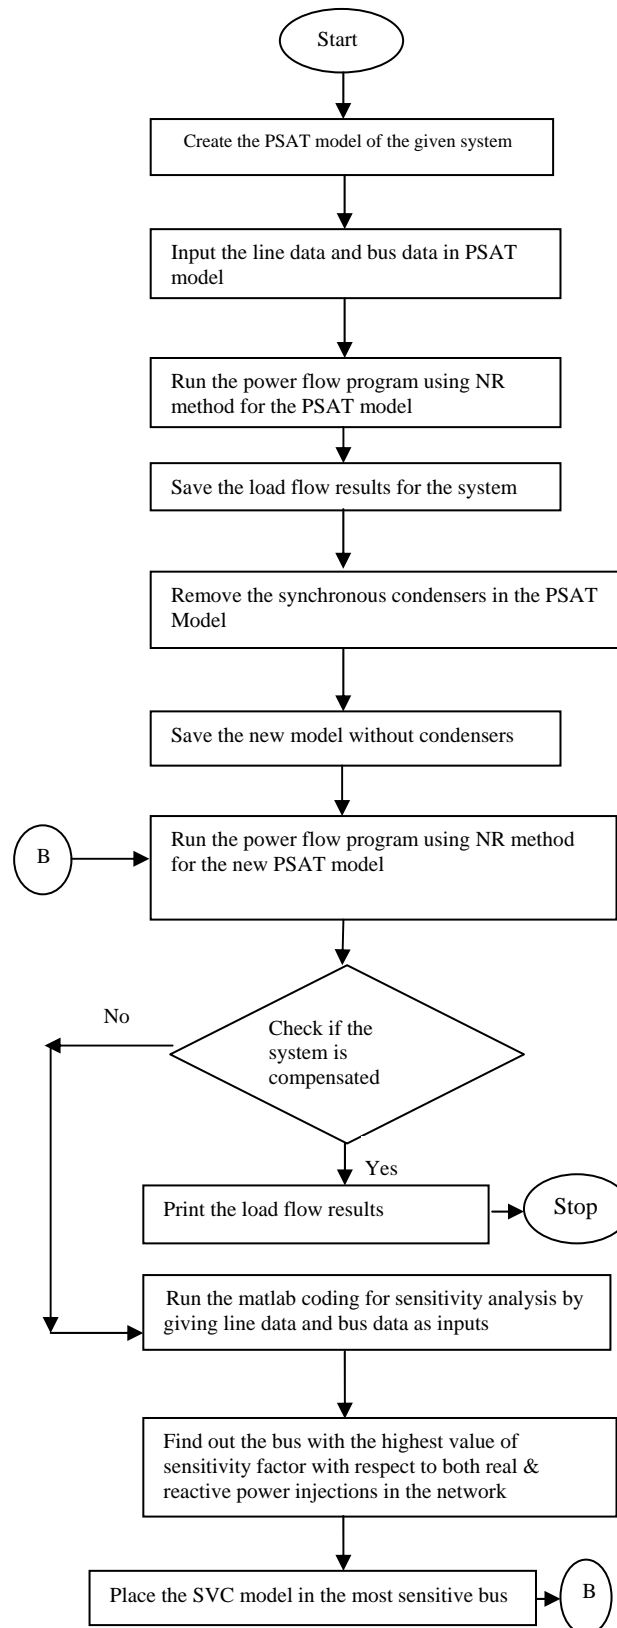 Start
Create the PSAT model of the given system
Input the line data and bus data in PSAT
model
Run the power flow program using NR
method for the PSAT model
Save the load flow results for the system
Remove the synchronous condensers in the PSAT
Model
Save the new model without condensers
B
Run the power flow program using NR method
for the new PSAT model
No
Check if the
system is
compensated
Yes
Print the load flow results
Stop
Run the matlab coding for sensitivity analysis by
giving line data and bus data as inputs
Find out the bus with the highest value of
sensitivity factor with respect to both real &
reactive power injections in the network
Place the SVC model in the most sensitive bus
B